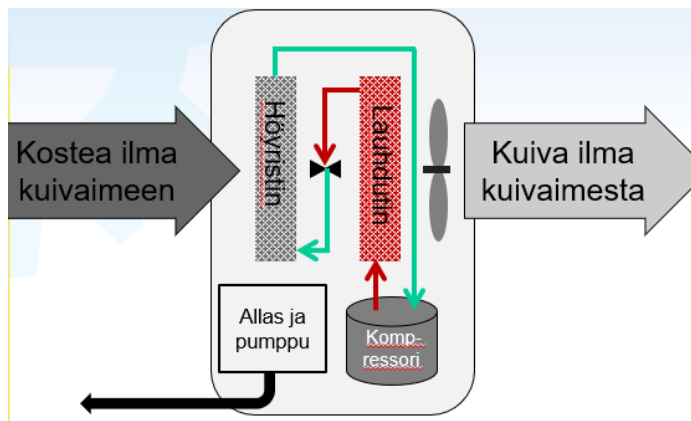 Kostea ilma
kuivaimeen
Höyrystin
Lauhdutin
Kuiva ilma
kuivaimesta
Allas ja
pumppu
Komp-
ressori